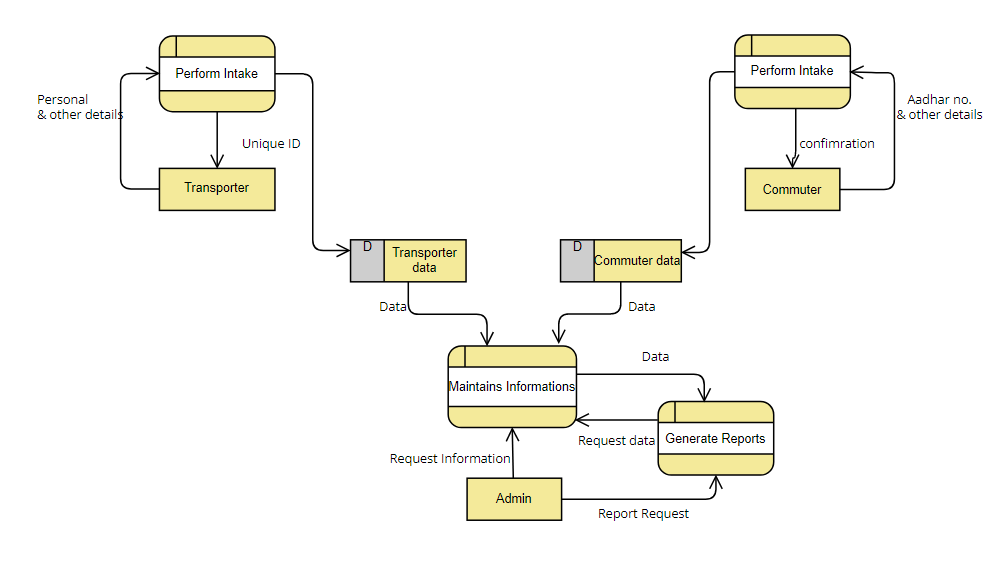 Perform Intake
Perform Intake
Personal
& other details
Aadhar no.
& other details
Unique ID
confimration
Transporter
Commuter
D
Transporter
data
D
Commuter data
Data
Data
Data
Maintains Informations
Request data
Generate Reports
Request Information
Admin
Report Request